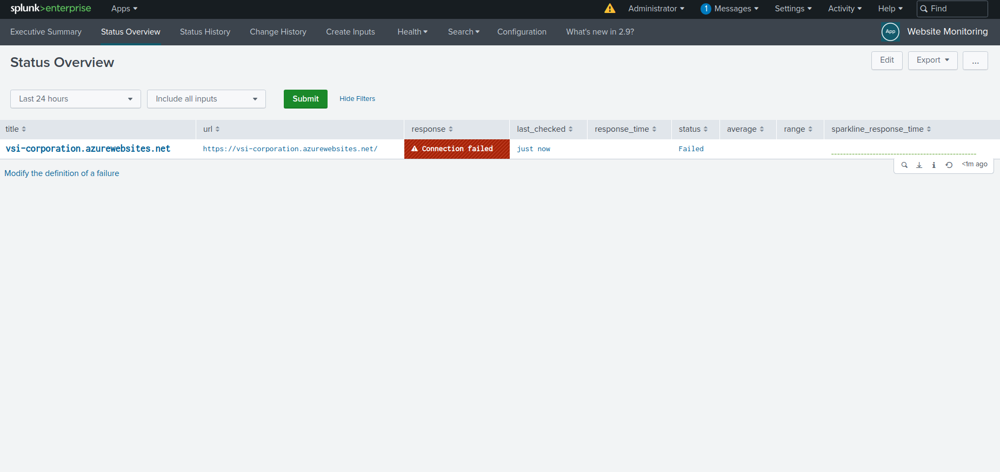 splunk>enterprise Apps Administrator 1 Messages Settings Activity Help Find
Executive Summary Status Overview Status History Change History Create Inputs Health Search Configuration What's new in 2.9? App Website Monitoring
Status Overview Edit Export ...
Last 24 hours Include all inputs Submit Hide Filters
title url response last_checked response_time status average range sparkline_response_time
vsi-corporation.azurewebsites.net https://vsi-corporation.azurewebsites.net/ Connection failed just now Failed
<1m ago
Modify the definition of a failure